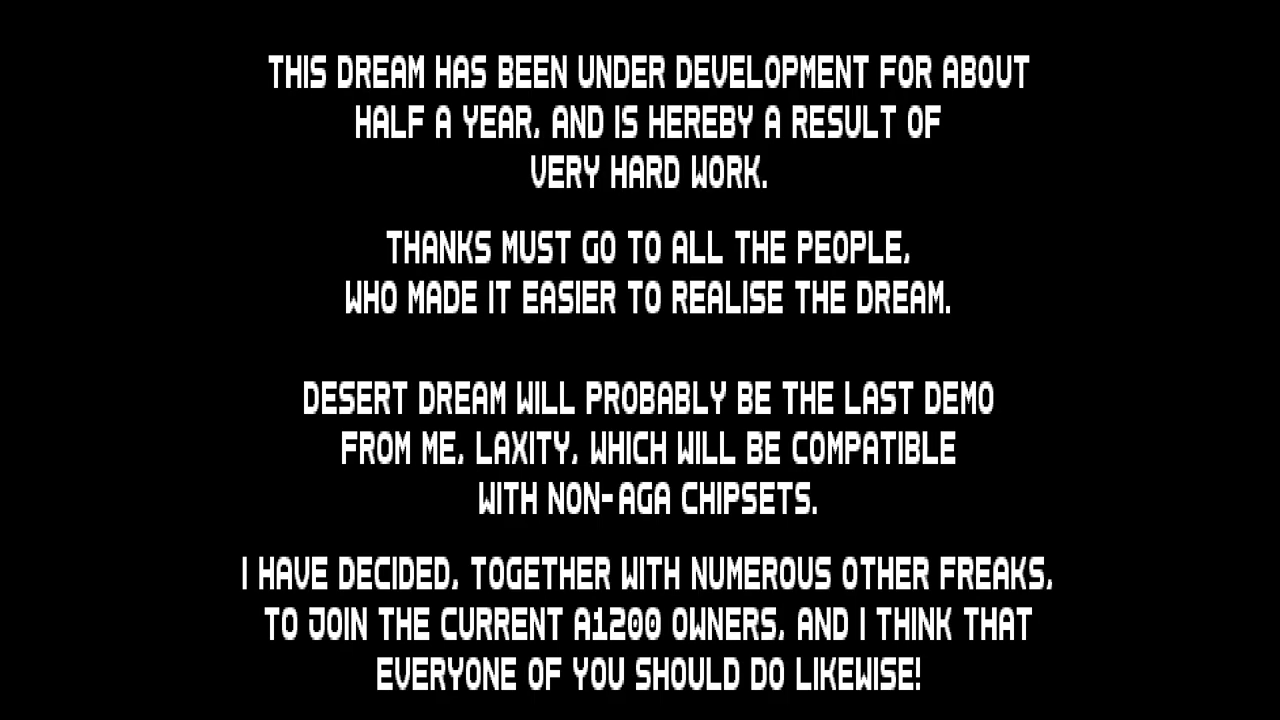 THIS DREAM HAS BEEN UNDER DEVELOPMENT FOR ABOUT
HALF A YEAR, AND IS HEREBY A RESULT OF
VERY HARD WORK.
THANKS MUST GO TO ALL THE PEOPLE,
WHO MADE IT EASIER TO REALISE THE DREAM.
DESERT DREAM WILL PROBABLY BE THE LAST DEMO
FROM ME, LAXITY, WHICH WILL BE COMPATIBLE
WITH NON-AGA CHIPSETS.
I HAVE DECIDED, TOGETHER WITH NUMEROUS OTHER FREAKS,
TO JOIN THE CURRENT A1200 OWNERS, AND I THINK THAT
EVERYONE OF YOU SHOULD DO LIKEWISE!